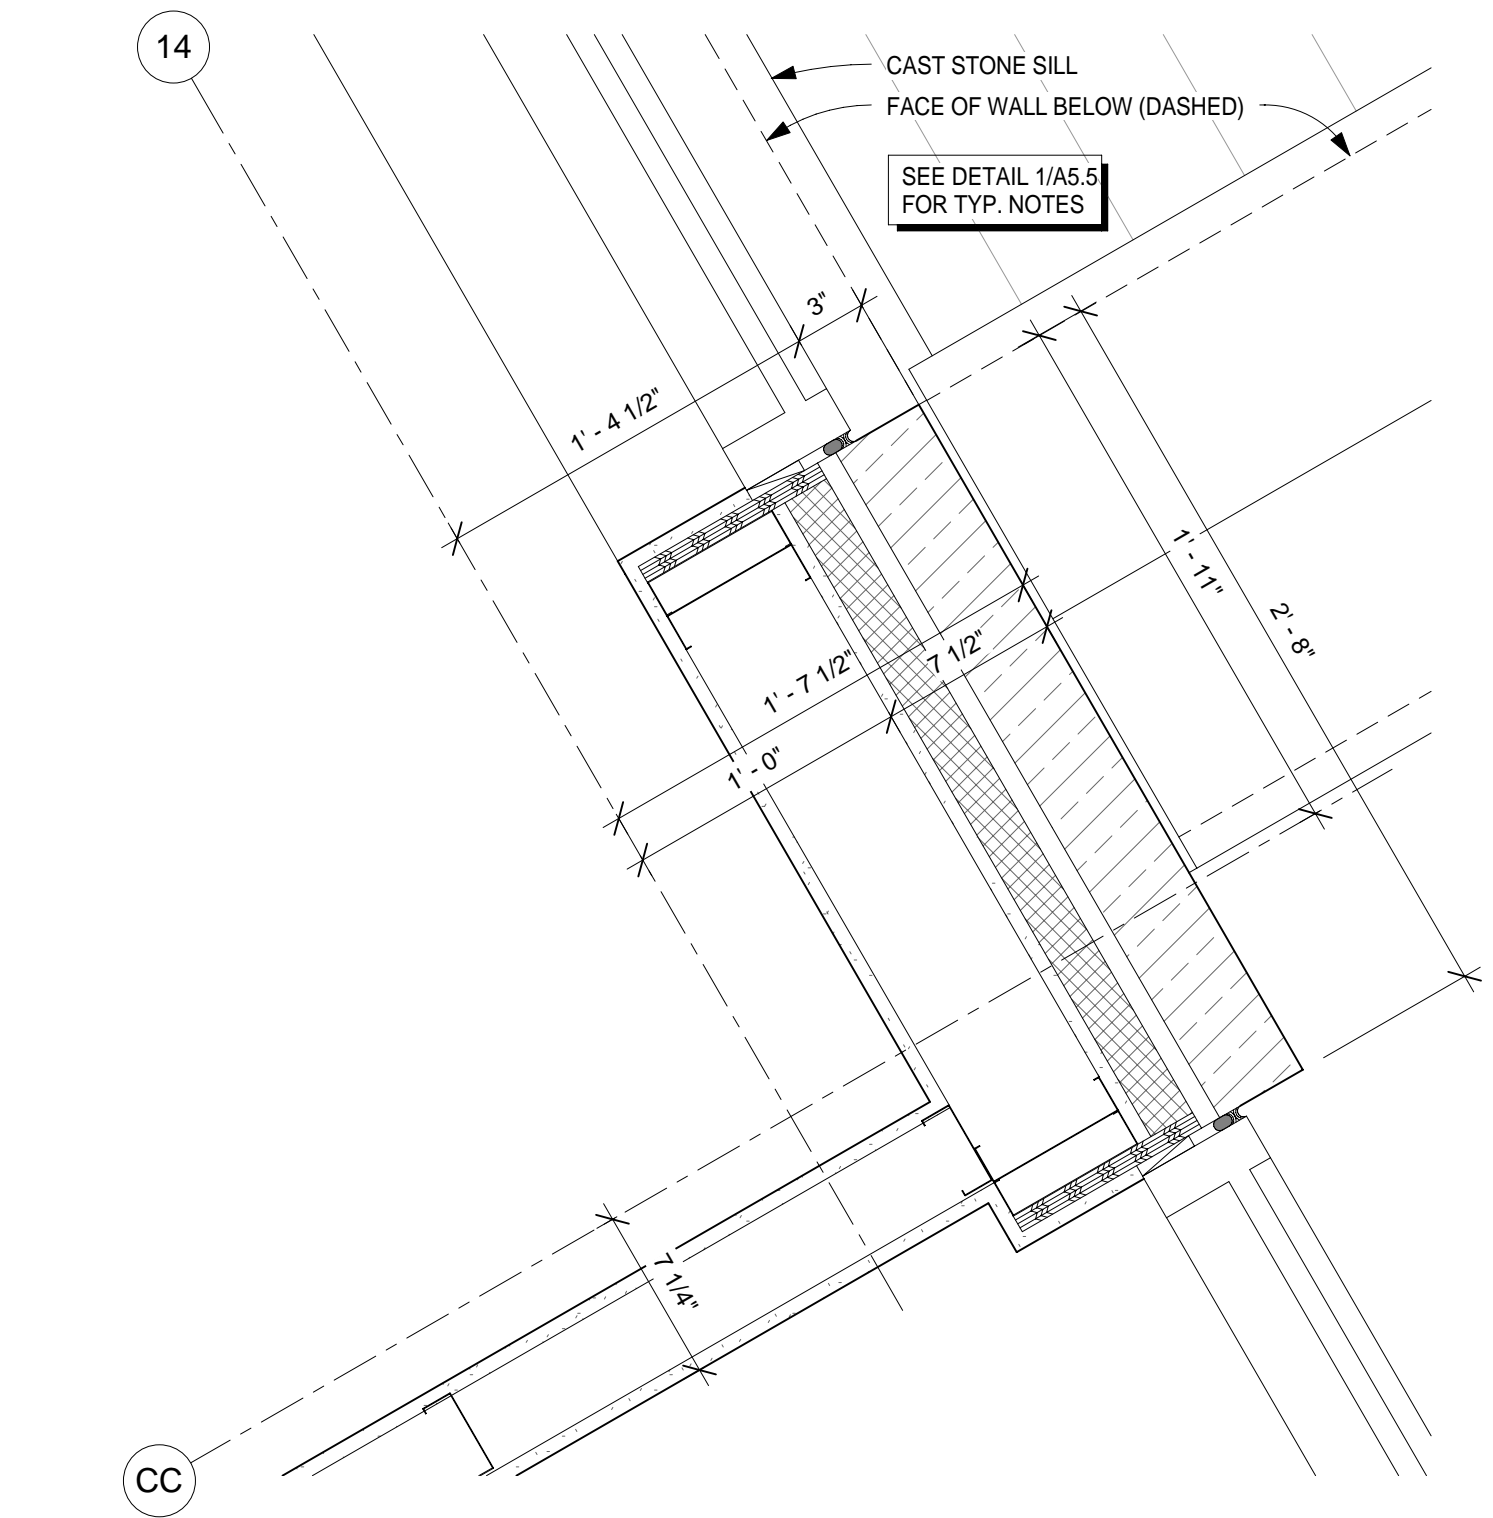 14
CAST STONE SILL
FACE OF WALL BELOW (DASHED)
SEE DETAIL 1/A5.5
FOR TYP. NOTES
3"
1' - 4 1/2"
1' - 11"
2' - 8"
7 1/2"
1' - 7 1/2"
1' - 0"
7 1/4"
CC